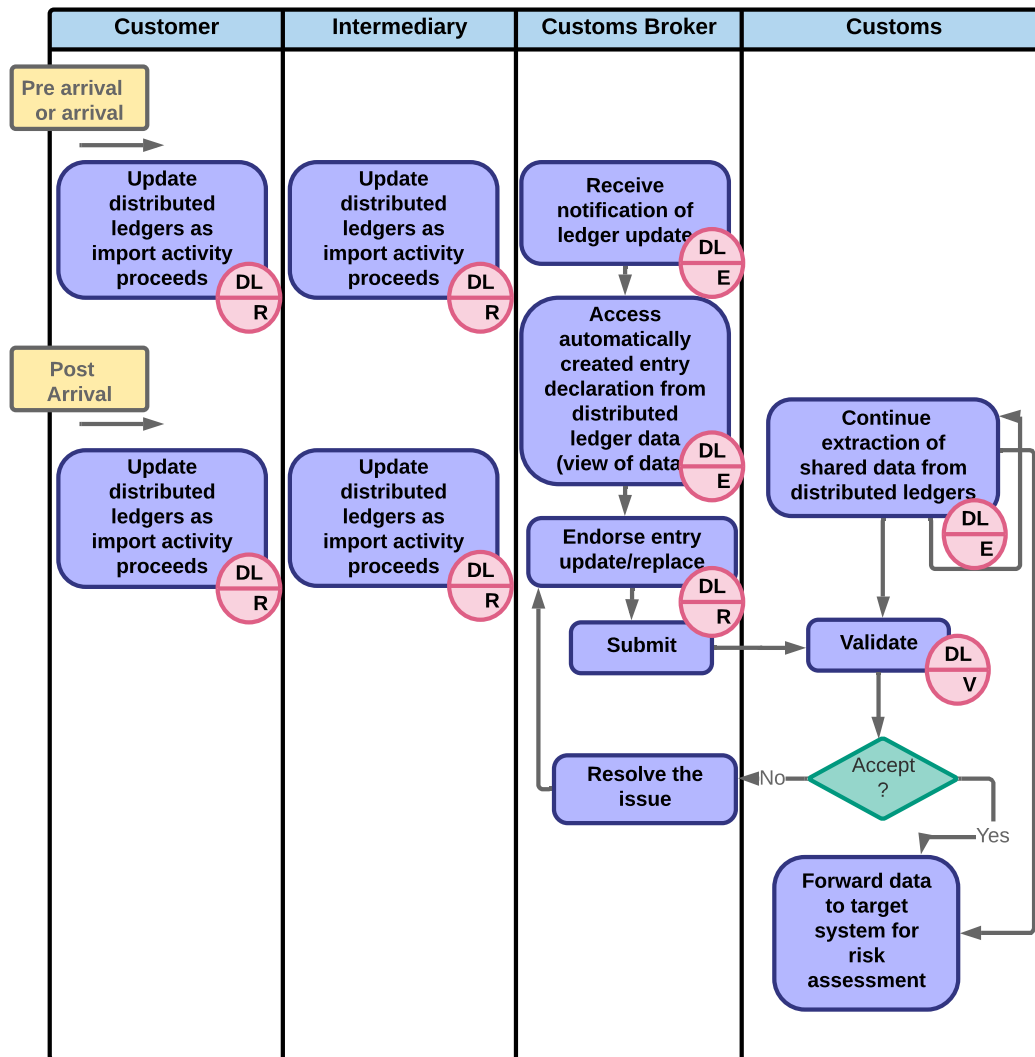 Customer
Intermediary
Customs Broker
Customs
Pre arrival
or arrival
Update
distributed
ledgers as
import activity
proceeds
DL
R
Update
distributed
ledgers as
import activity
proceeds
DL
R
Receive
notification of
ledger update
DL
E
Access
automatically
created entry
declaration from
distributed
ledger data
(view of data
DL
E
Post
Arrival
Update
distributed
ledgers as
import activity
proceeds
DL
R
Update
distributed
ledgers as
import activity
proceeds
DL
R
Endorse entry
update/replace
DL
R
Submit
Continue
extraction of
shared data from
distributed ledgers
DL
E
Validate
DL
V
Accept
?
No
Yes
Resolve the
issue
Forward data
to target
system for
risk
assessment